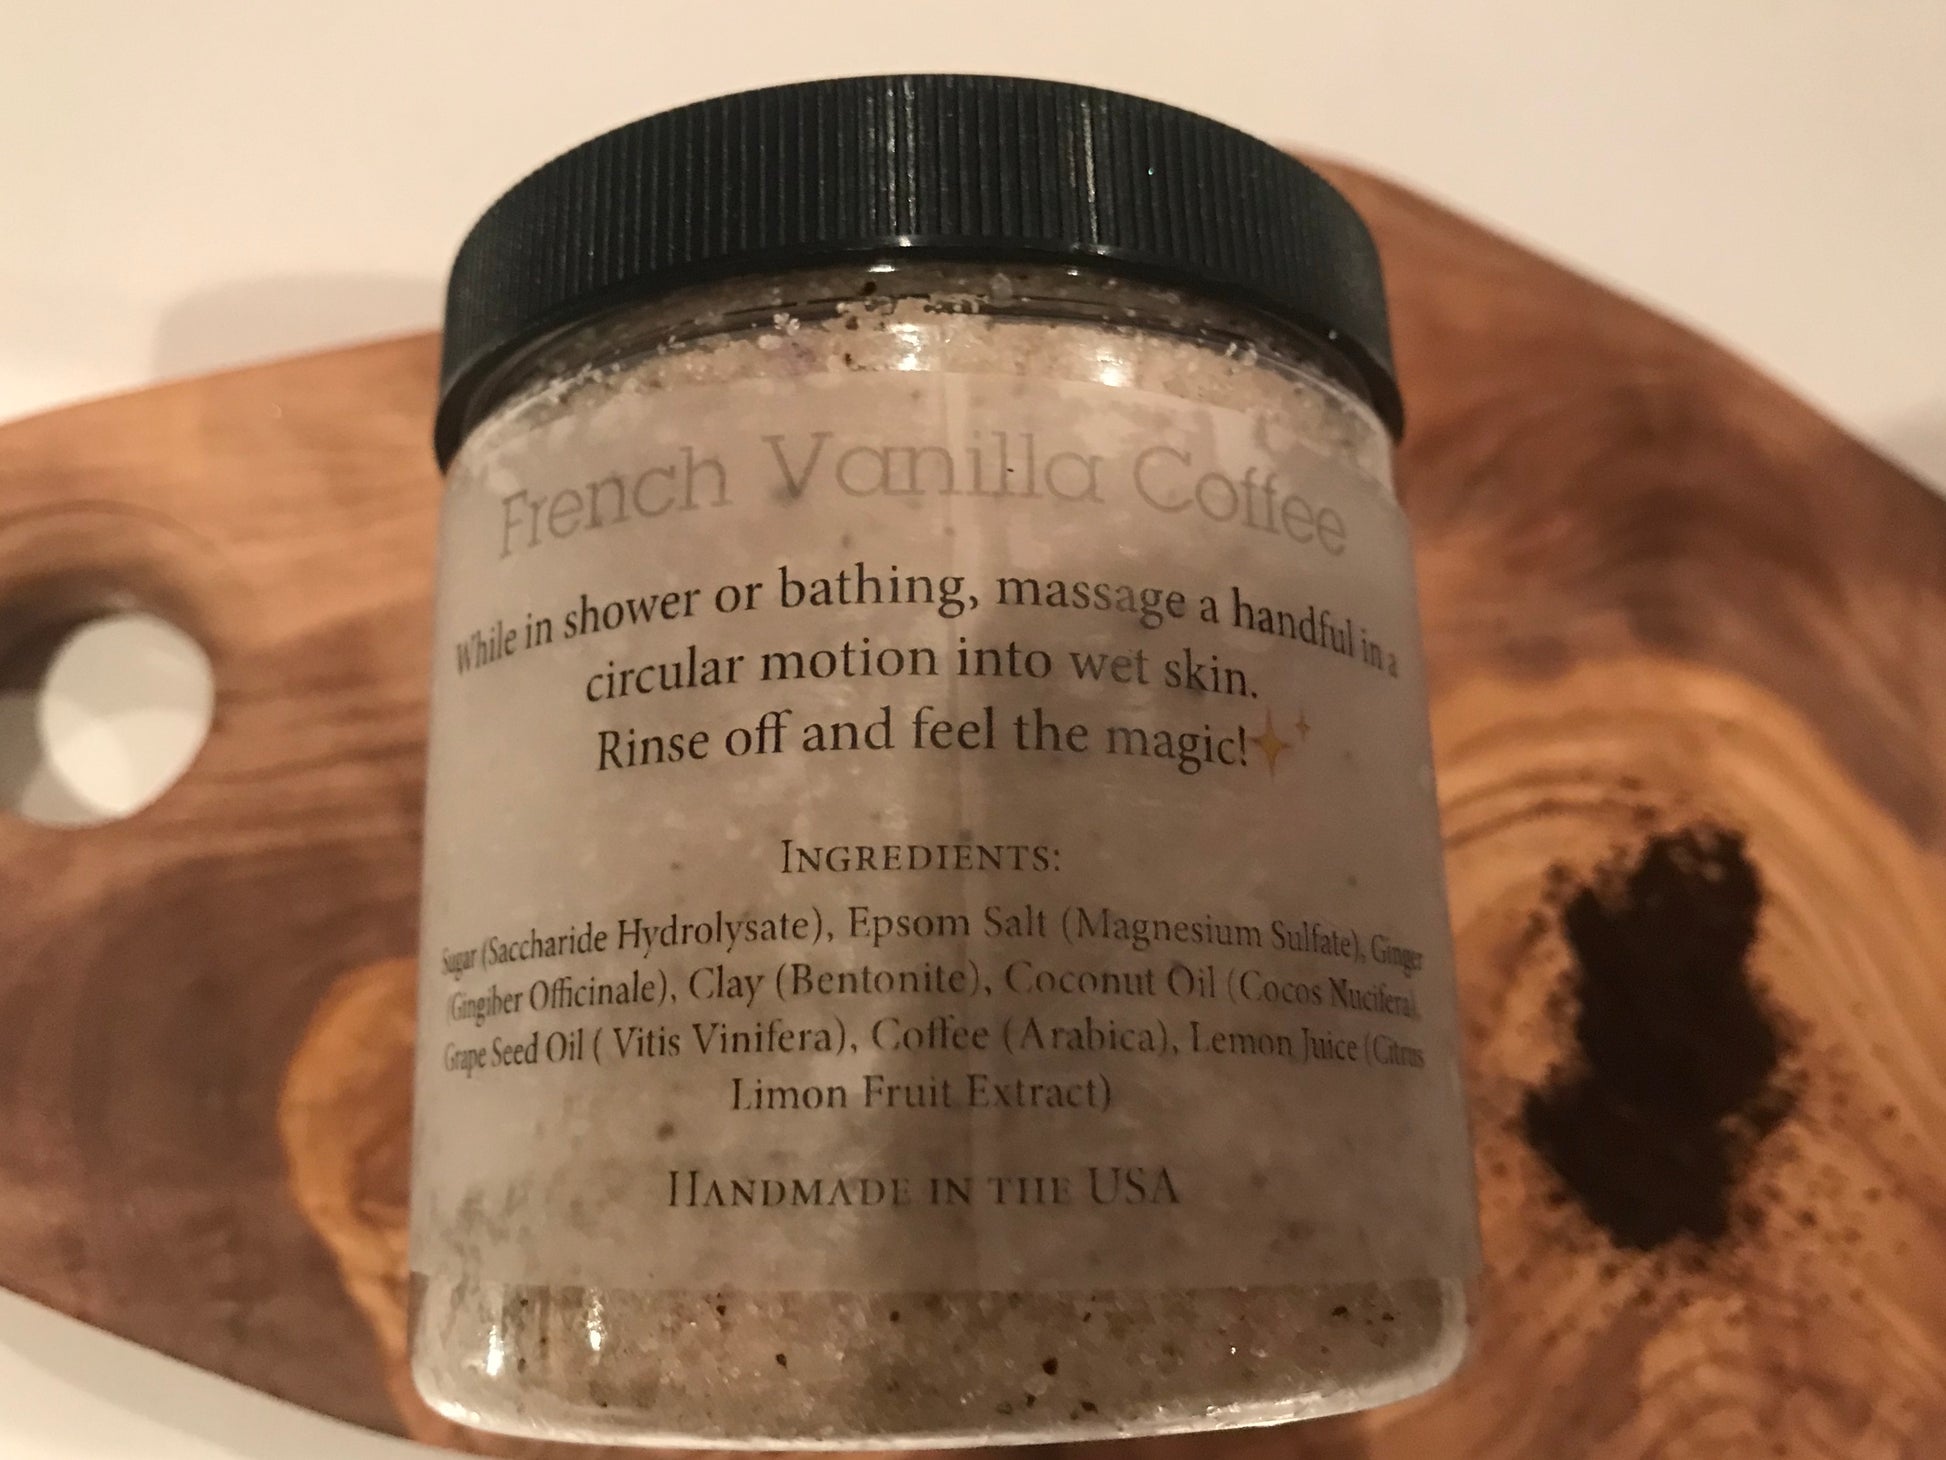 French Vanilla Coffee
While in shower or bathing, massage a handful in a
circular motion into wet skin.
Rinse off and feel the magic!✨
INGREDIENTS:
Sugar (Saccharide Hydrolysate), Epsom Salt (Magnesium Sulfate), Ginger
(Gingiber Officinale), Clay (Bentonite), Coconut Oil (Cocos Nucifera),
Grape Seed Oil ( Vitis Vinifera), Coffee (Arabica), Lemon Juice (Citrus
Limon Fruit Extract)
HANDMADE IN THE USA